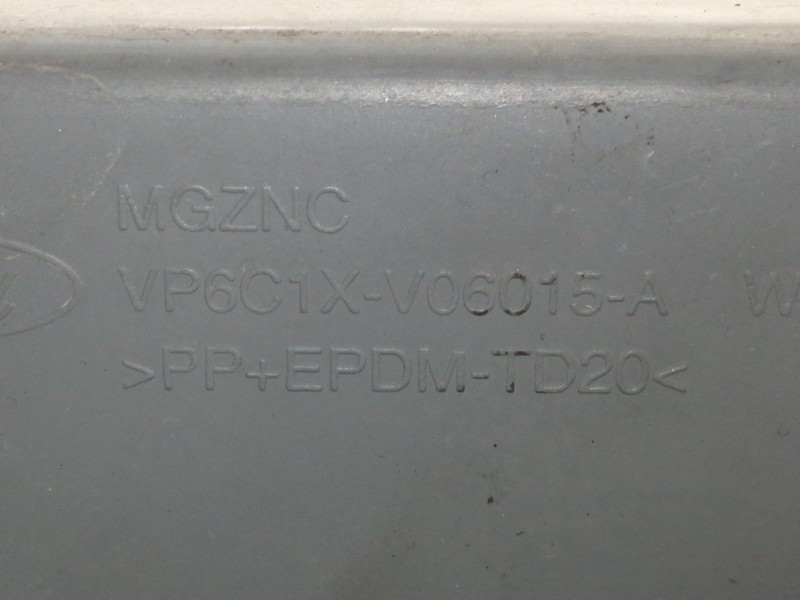 MGZNC
VP6C1X-V06015-A W
>PP+EPDM-TD20<